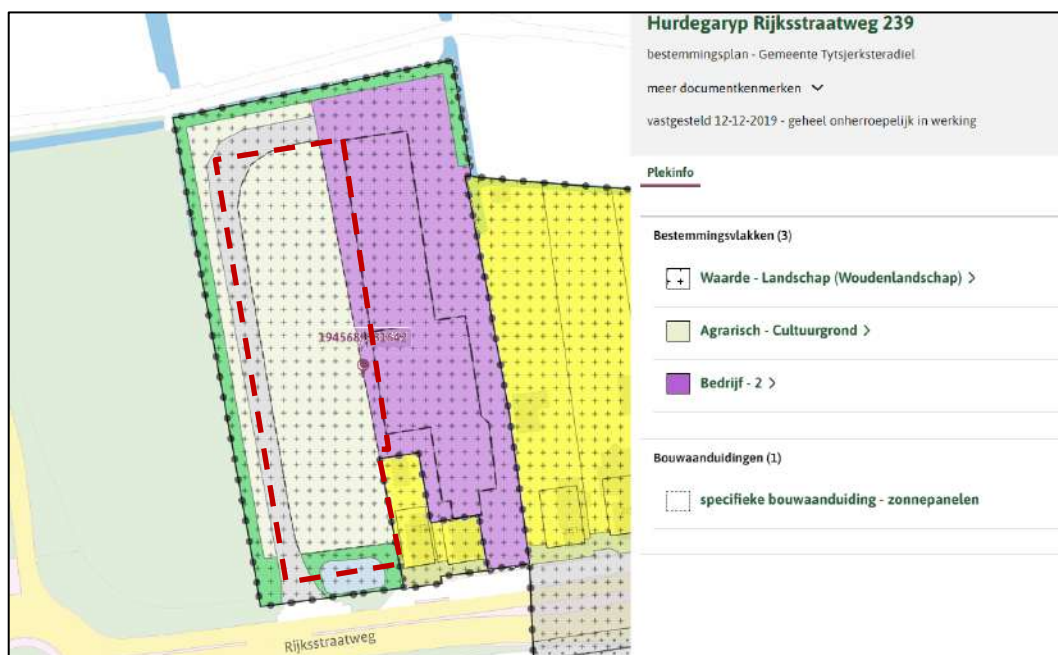 Hurdegaryp Rijksstraatweg 239
bestemmingsplan - Gemeente Tytsjerksteradiel
meer documentkenmerken
vastgesteld 12-12-2019 - geheel onherroepelijk in werking
Plekinfo
Bestemmingsvlakken (3)
Waarde - Landschap (Woudenlandschap) >
Agrarisch - Cultuurgrond >
Bedrijf - 2 >
Bouwaanduidingen (1)
specifieke bouwaanduiding - zonnepanelen
Rijksstraatweg